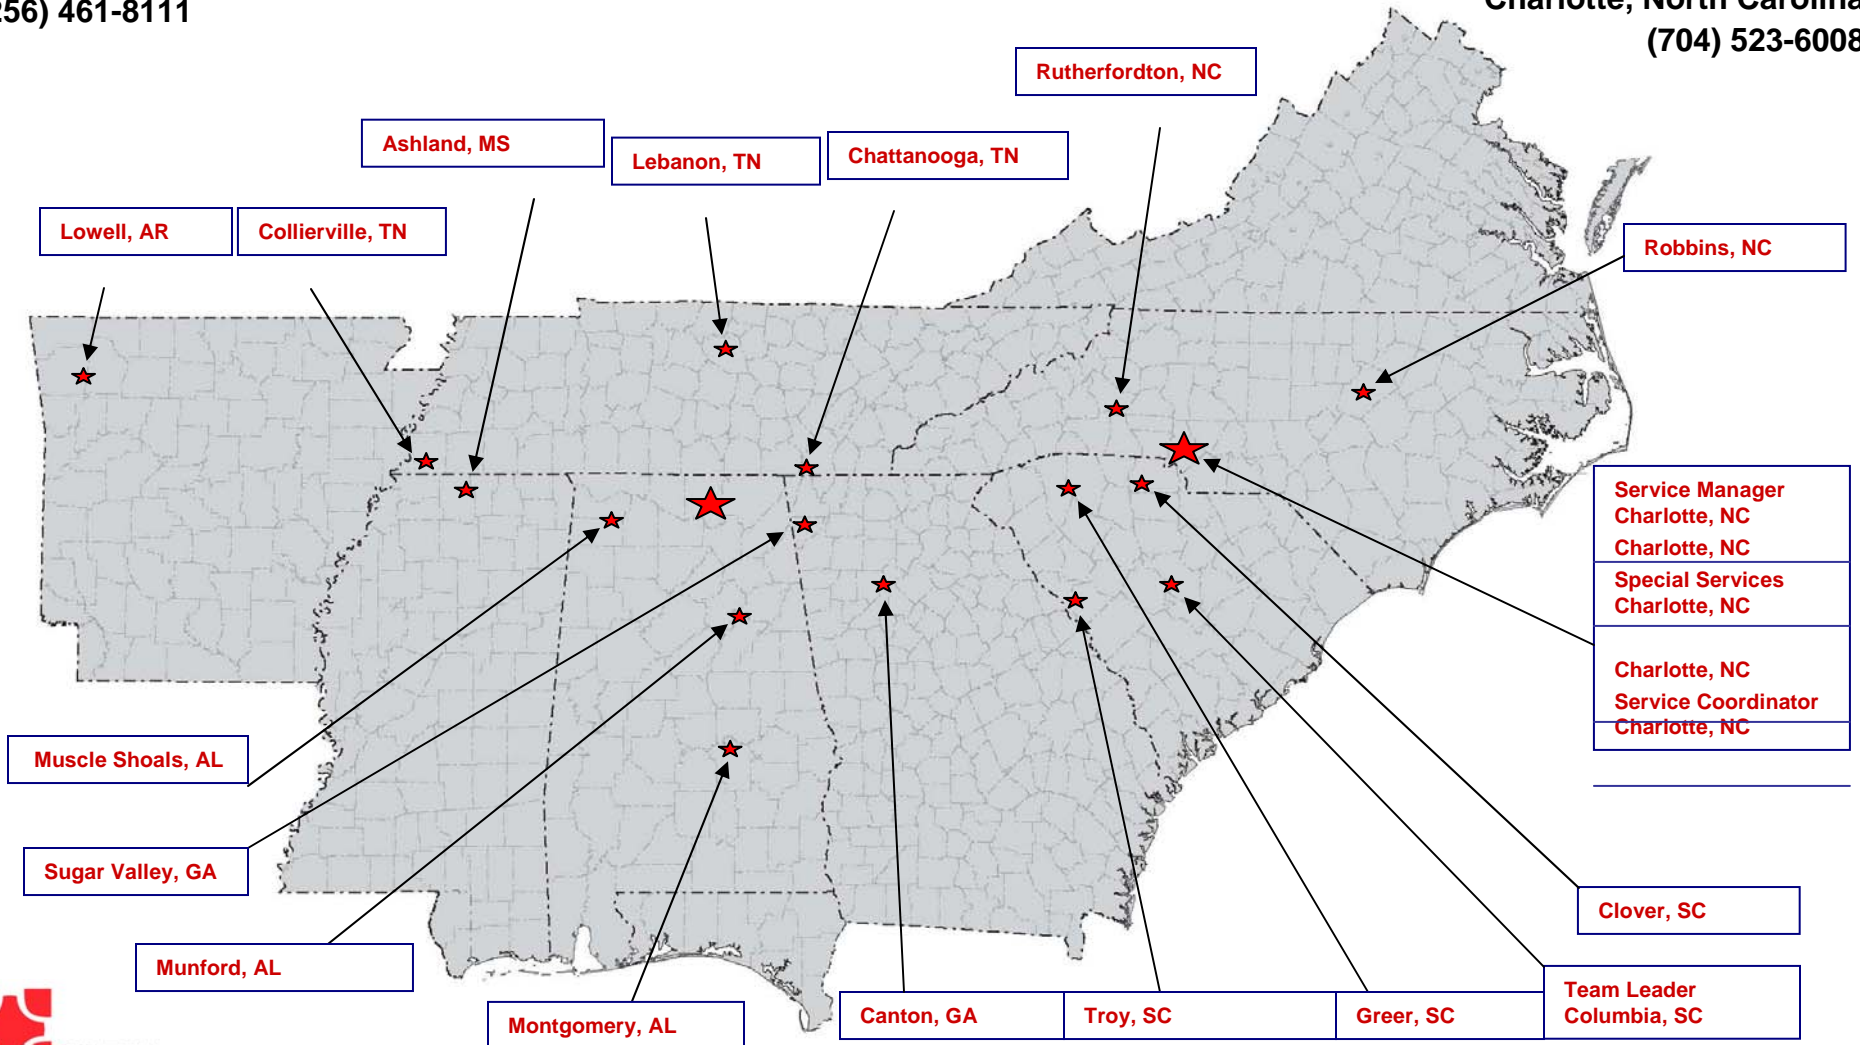 256) 461-8111
Charlotte, North Carolina
(704) 523-6008
Rutherfordton, NC
Ashland, MS
Lebanon, TN
Chattanooga, TN
Lowell, AR
Collierville, TN
Robbins, NC
Service Manager
Charlotte, NC
Charlotte, NC
Special Services
Charlotte, NC
Charlotte, NC
Service Coordinator
Charlotte, NC
Muscle Shoals, AL
Sugar Valley, GA
Clover, SC
Munford, AL
Team Leader
Columbia, SC
Montgomery, AL
Canton, GA
Troy, SC
Greer, SC